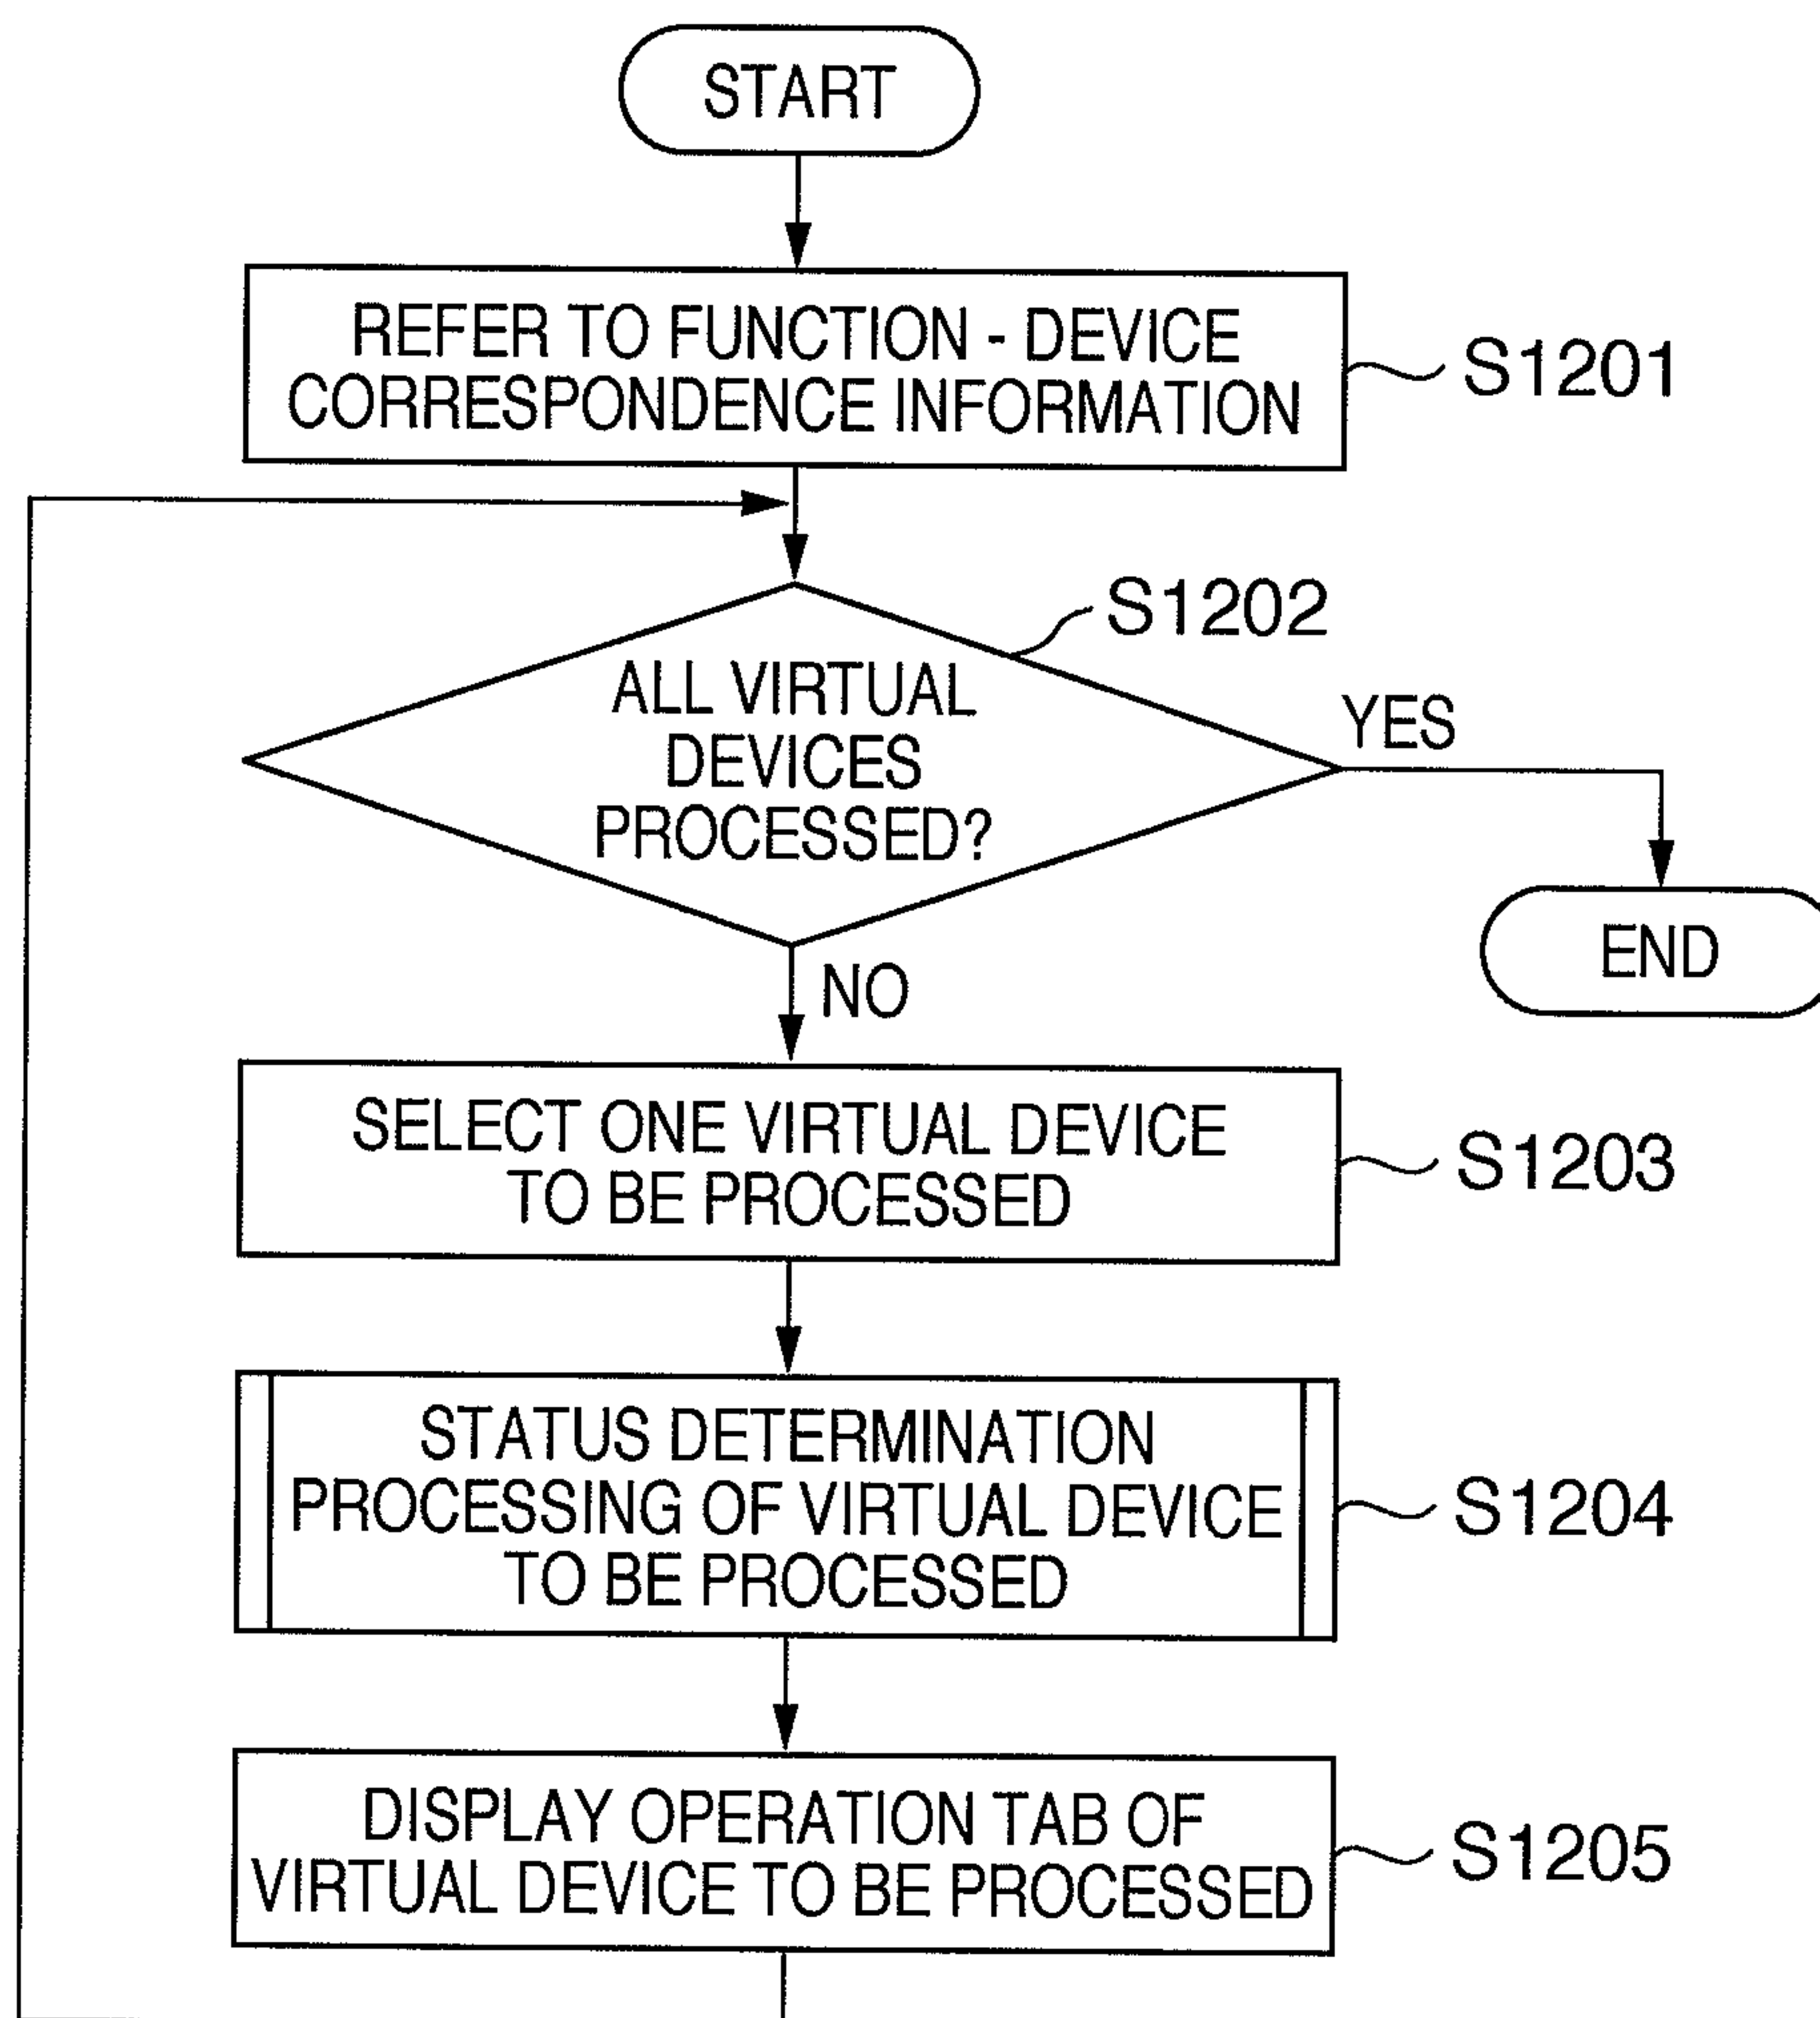 START
REFER TO FUNCTION - DEVICE
CORRESPONDENCE INFORMATION
S1201
S1202
ALL VIRTUAL
DEVICES
PROCESSED?
YES
END
NO
SELECT ONE VIRTUAL DEVICE
TO BE PROCESSED
S1203
STATUS DETERMINATION
PROCESSING OF VIRTUAL DEVICE
TO BE PROCESSED
S1204
DISPLAY OPERATION TAB OF
VIRTUAL DEVICE TO BE PROCESSED
S1205